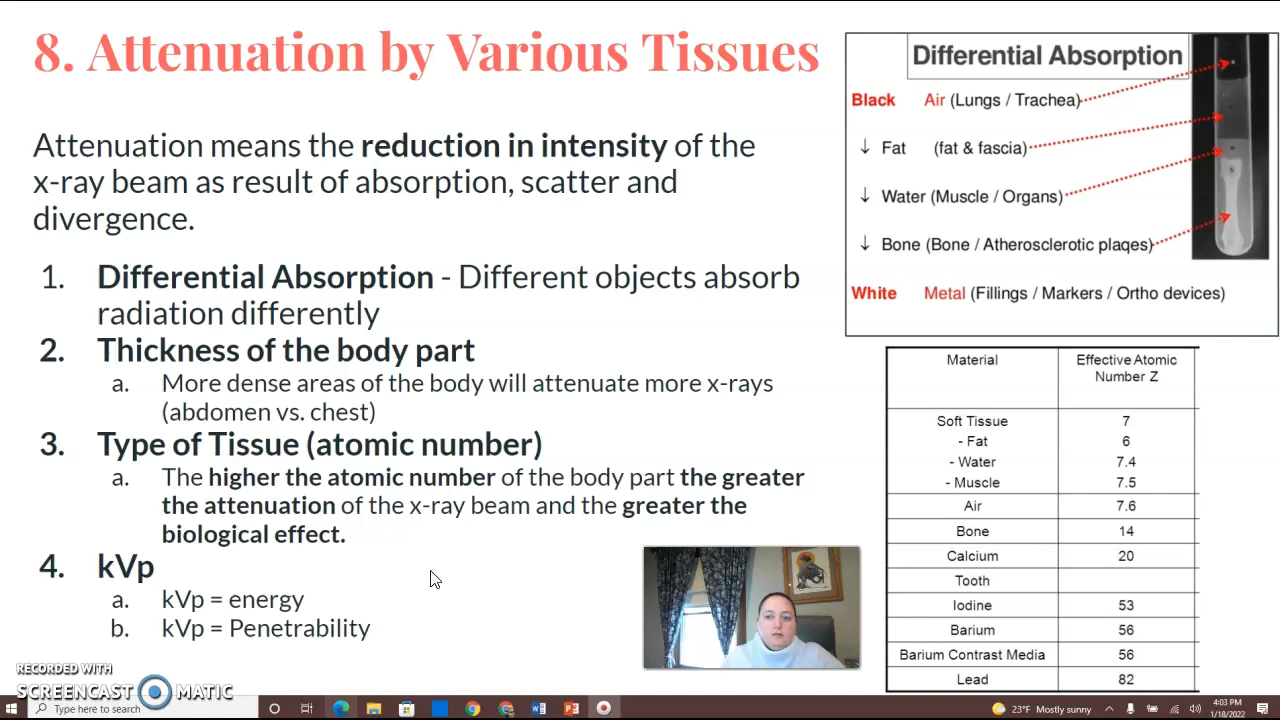 8. Attenuation by Various Tissues
Attenuation means the reduction in intensity of the
x-ray beam as result of absorption, scatter and
divergence.
1. Differential Absorption - Different objects absorb
radiation differently
2. Thickness of the body part
a. More dense areas of the body will attenuate more x-rays
(abdomen vs. chest)
3. Type of Tissue (atomic number)
a. The higher the atomic number of the body part the greater
the attenuation of the x-ray beam and the greater the
biological effect.
4. kVp
a. kVp = energy
b. kVp = Penetrability
Differential Absorption
Black Air (Lungs / Trachea)
↓ Fat (fat & fascia)
↓ Water (Muscle / Organs)
↓ Bone (Bone / Atherosclerotic plaqes)
White Metal (Fillings / Markers / Ortho devices)
Material Effective Atomic
Number Z
Soft Tissue 7
- Fat 6
- Water 7.4
- Muscle 7.5
Air 7.6
Bone 14
Calcium 20
Tooth
Iodine 53
Barium 56
Barium Contrast Media 56
Lead 82
RECORDED WITH
SCREENCAST MATIC
Type here to search
23°F Mostly sunny
4:03 PM
1/18/2022